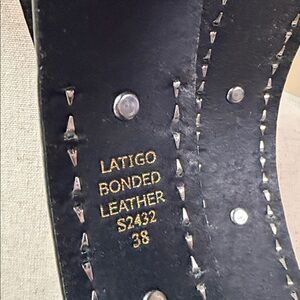 LATIGO
BONDED
LEATHER
S2432
38